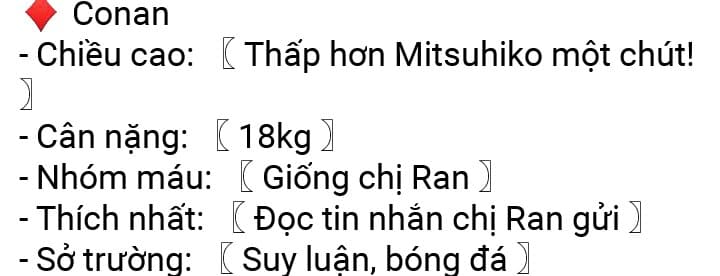 ♦️ Conan
- Chiều cao: 〖 Thấp hơn Mitsuhiko một chút!
〗
- Cân nặng: 〖 18kg 〗
- Nhóm máu: 〖 Giống chị Ran 〗
- Thích nhất: 〖 Đọc tin nhắn chị Ran gửi 〗
- Sở trường: 〖 Suy luận, bóng đá 〗